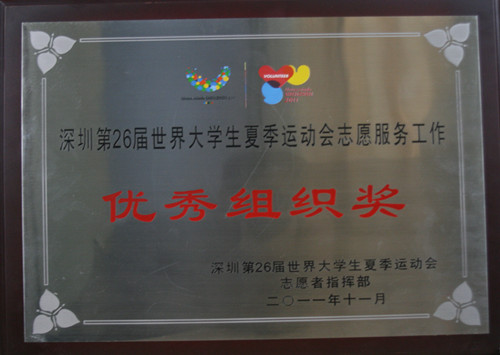 VOLUNTEER
深圳第26届世界大学生夏季运动会志愿服务工作
优秀组织奖
深圳第26届世界大学生夏季运动会
志愿者指挥部
二〇一一年十一月